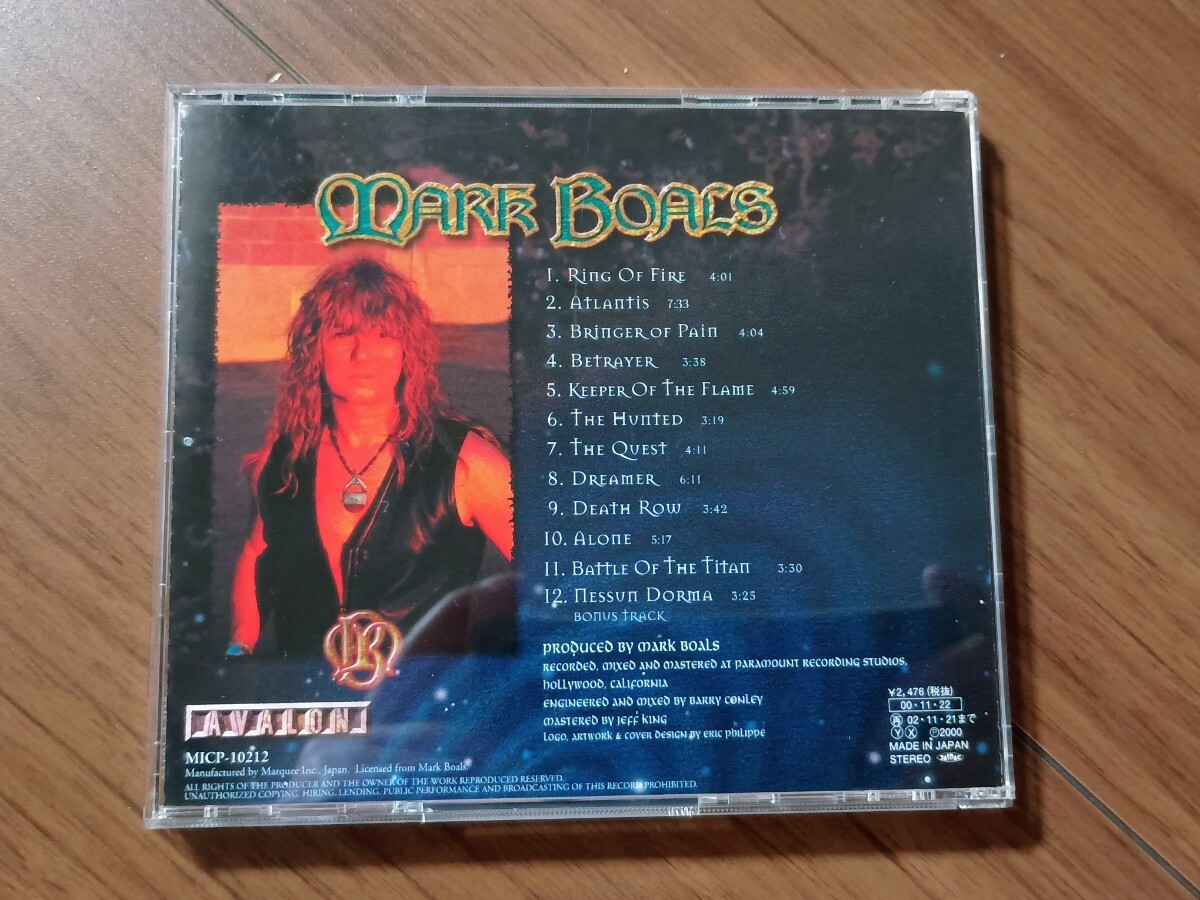 MARK BOALS
1. RING OF FIRE 4:01
2. ATLANTIS 7:33
3. BRINGER OF PAIN 4:04
4. BETRAYER 3:38
5. KEEPER OF THE FLAME 4:59
6. THE HUNTED 3:19
7. THE QUEST 4:11
8. DREAMER 6:11
9. DEATH ROW 3:42
10. ALONE 5:17
11. BATTLE OF THE TITAN 3:30
12. NESSUN DORMA 3:25
BONUS TRACK
PRODUCED BY MARK BOALS
RECORDED, MIXED AND MASTERED AT PARAMOUNT RECORDING STUDIOS,
HOLLYWOOD, CALIFORNIA
ENGINEERED AND MIXED BY BARRY CONLEY
MASTERED BY JEFF KING
LOGO, ARTWORK & COVER DESIGN BY ERIC PHILIPPE
AVALON
MICP-10212
Manufactured by Marquee Inc., Japan. Licensed from Mark Boals.
ALL RIGHTS OF THE PRODUCER AND THE OWNER OF THE WORK REPRODUCED RESERVED.
UNAUTHORIZED COPYING, HIRING, LENDING, PUBLIC PERFORMANCE AND BROADCASTING OF THIS RECORD PROHIBITED.
¥2,476 (税抜)
00・11・22
再 02・11・21まで
Ⓨ Ⓧ Ⓟ2000
MADE IN JAPAN
STEREO